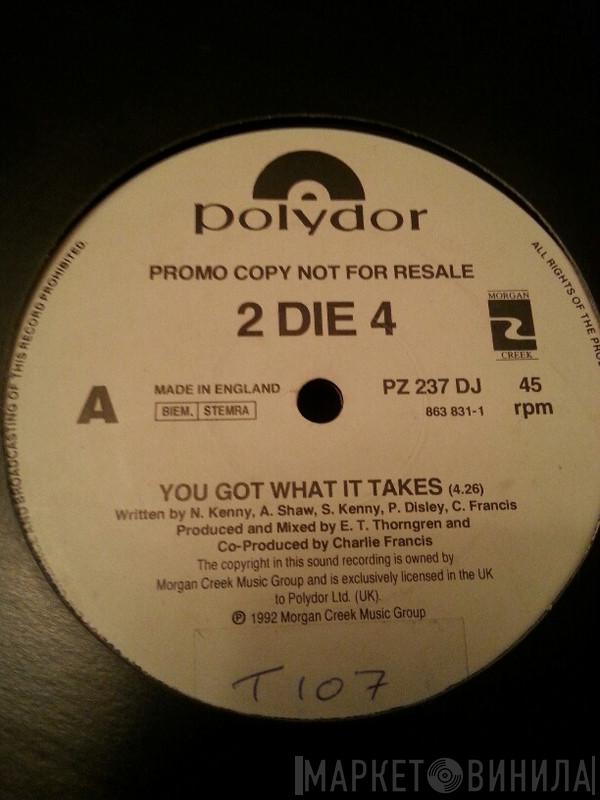 polydor
PROMO COPY NOT FOR RESALE
2 DIE 4
MORGAN
CREEK
A
MADE IN ENGLAND
BIEM. STEMRA
PZ 237 DJ
863 831-1
45
rpm
YOU GOT WHAT IT TAKES (4.26)
Written by N. Kenny, A. Shaw, S. Kenny, P. Disley, C. Francis
Produced and Mixed by E. T. Thorngren and
Co-Produced by Charlie Francis
The copyright in this sound recording is owned by
Morgan Creek Music Group and is exclusively licensed in the UK
to Polydor Ltd. (UK).
℗ 1992 Morgan Creek Music Group
T 107
ALL RIGHTS OF THE
AND BROADCASTING OF THIS RECORD PROHIBITED.
МАРКЕТ ВИНИЛА